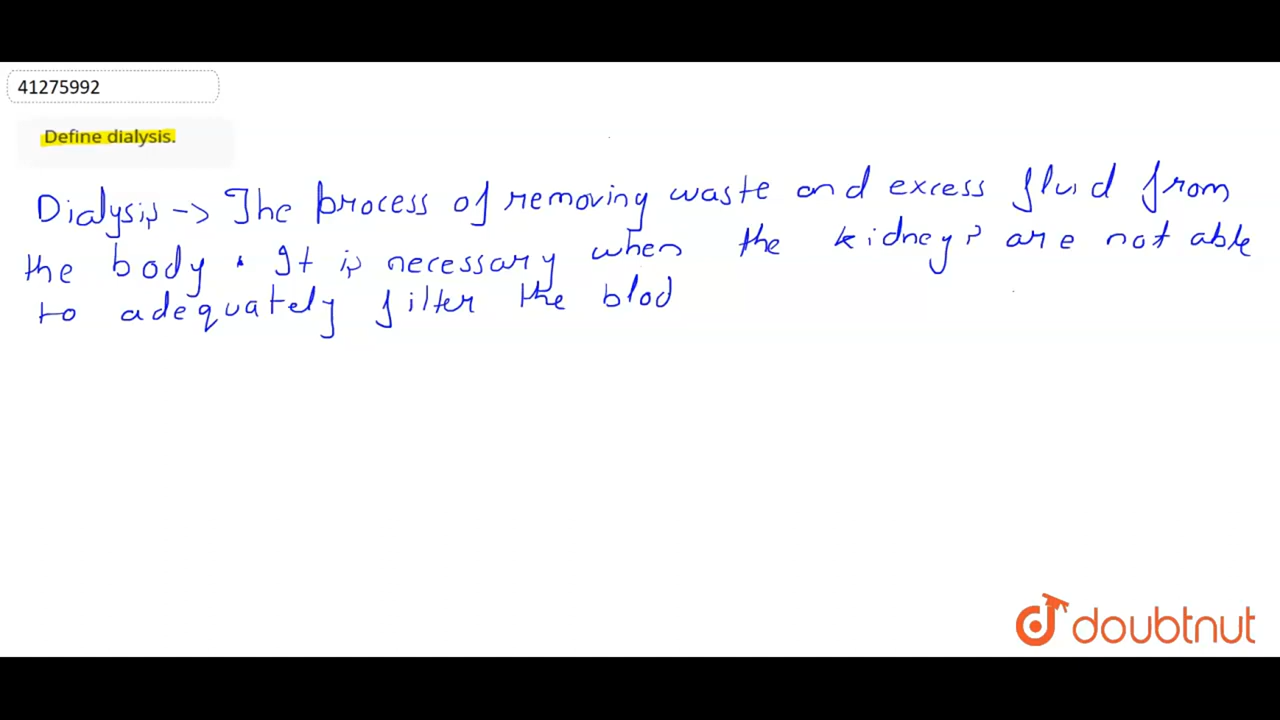 41275992
Define dialysis.
Dialysis -> The process of removing waste and excess fluid from
the body. It is necessary when the kidneys are not able
to adequately filter the blod
doubtnut